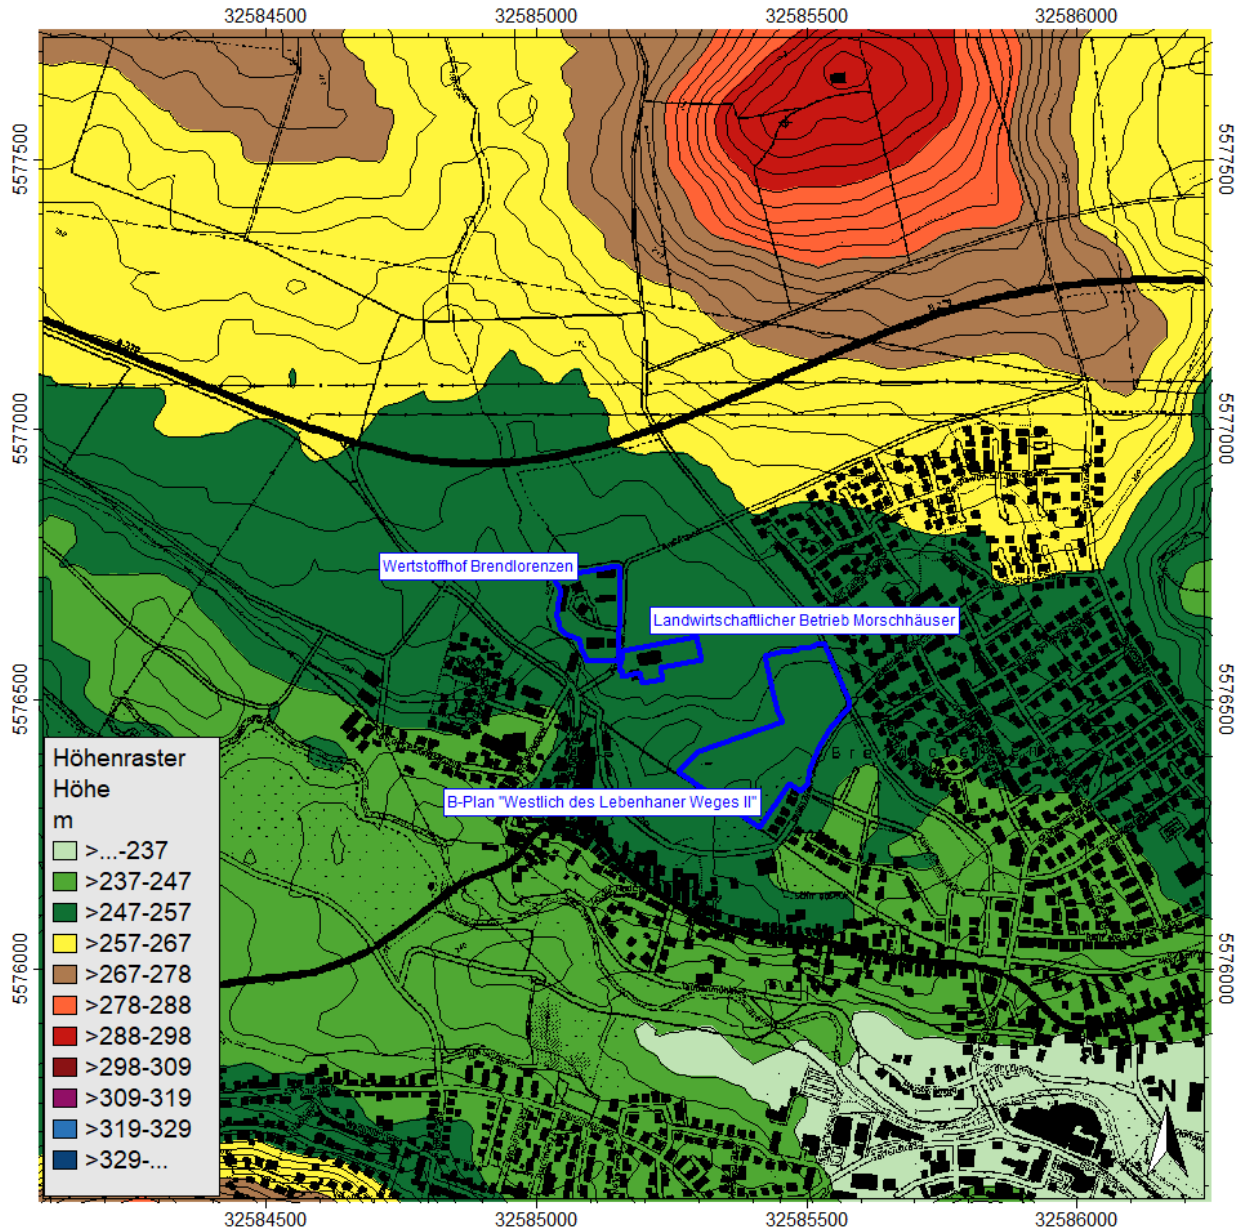 32584500 32585000 32585500 32586000
5577500
5577500
5577000
5577000
Wertstoffhof Brendlorenzen
Landwirtschaftlicher Betrieb Morschhäuser
5576500
5576500
B-Plan "Westlich des Lebenhaner Weges II"
Höhenraster
Höhe
m
>...-237
>237-247
>247-257
>257-267
>267-278
>278-288
>288-298
>298-309
>309-319
>319-329
>329-...
5576000
5576000
N
32584500 32585000 32585500 32586000